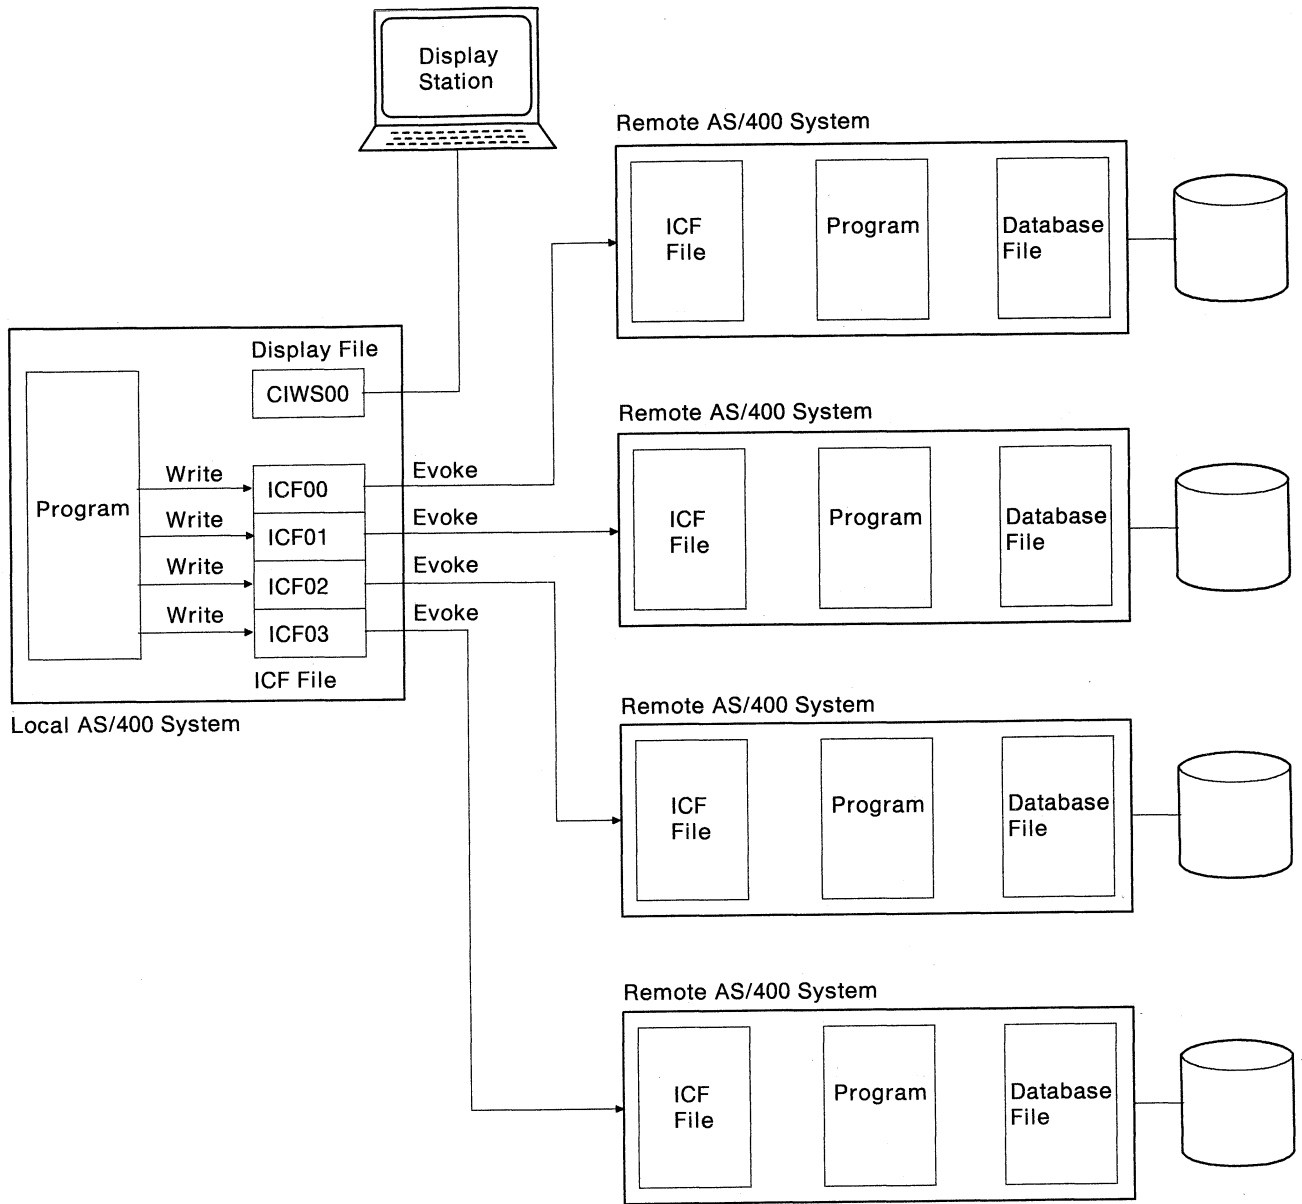 Display
Station
Remote AS/400 System
ICF
File
Program
Database
File
Display File
CIWS00
Remote AS/400 System
ICF
File
Program
Database
File
Program
Write
ICF00
Evoke
Write
ICF01
Evoke
Write
ICF02
Evoke
Write
ICF03
Evoke
ICF File
Local AS/400 System
Remote AS/400 System
ICF
File
Program
Database
File
Remote AS/400 System
ICF
File
Program
Database
File